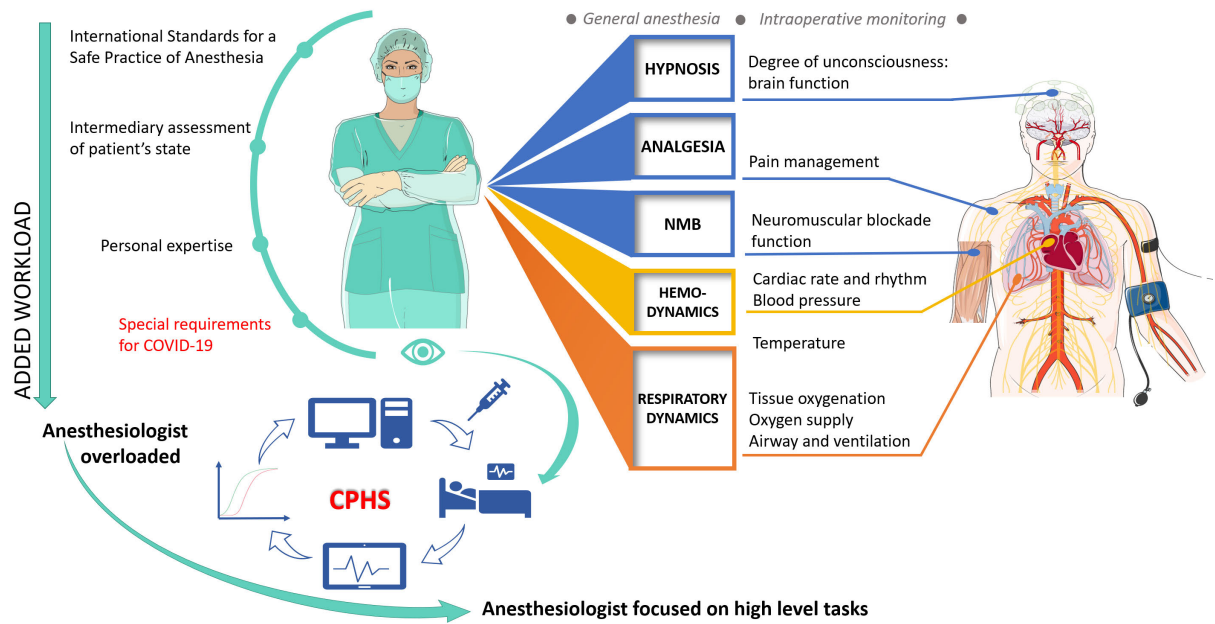 General anesthesia
Intraoperative monitoring
International Standards for a
Safe Practice of Anesthesia
Intermediary assessment
of patient's state
Personal expertise
Special requirements
for COVID-19
ADDED WORKLOAD
Anesthesiologist
overloaded
CPHS
Anesthesiologist focused on high level tasks
HYPNOSIS
Degree of unconsciousness:
brain function
ANALGESIA
Pain management
NMB
Neuromuscular blockade
function
HEMO-
DYNAMICS
Cardiac rate and rhythm
Blood pressure
Temperature
RESPIRATORY
DYNAMICS
Tissue oxygenation
Oxygen supply
Airway and ventilation